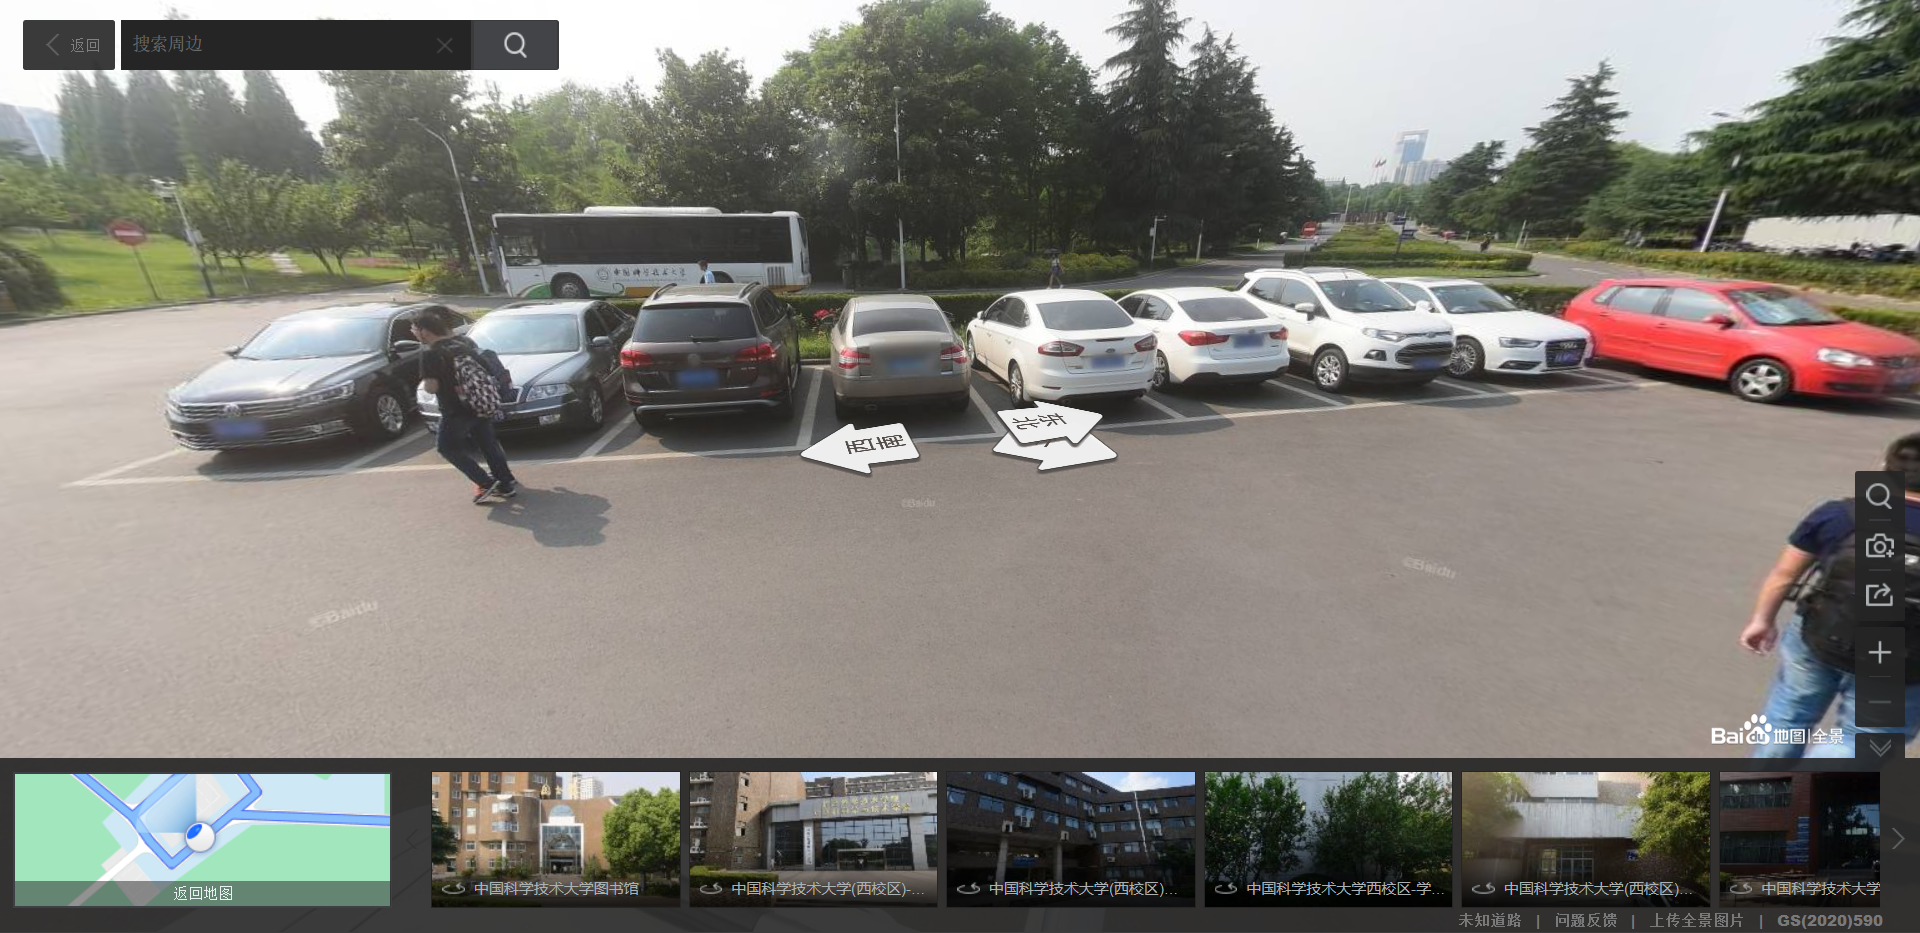 返回
搜索周边
中国科学技术大学
西南
东北
©Baidu
©Baidu
©Baidu
Bai du 地图|全景
返回地图
中国科学技术大学图书馆
中国科学技术大学(西校区)-...
中国科学技术大学(西校区)...
中国科学技术大学西校区-学...
中国科学技术大学(西校区)...
中国科学技术大学
未知道路 | 问题反馈 | 上传全景图片 | GS(2020)590